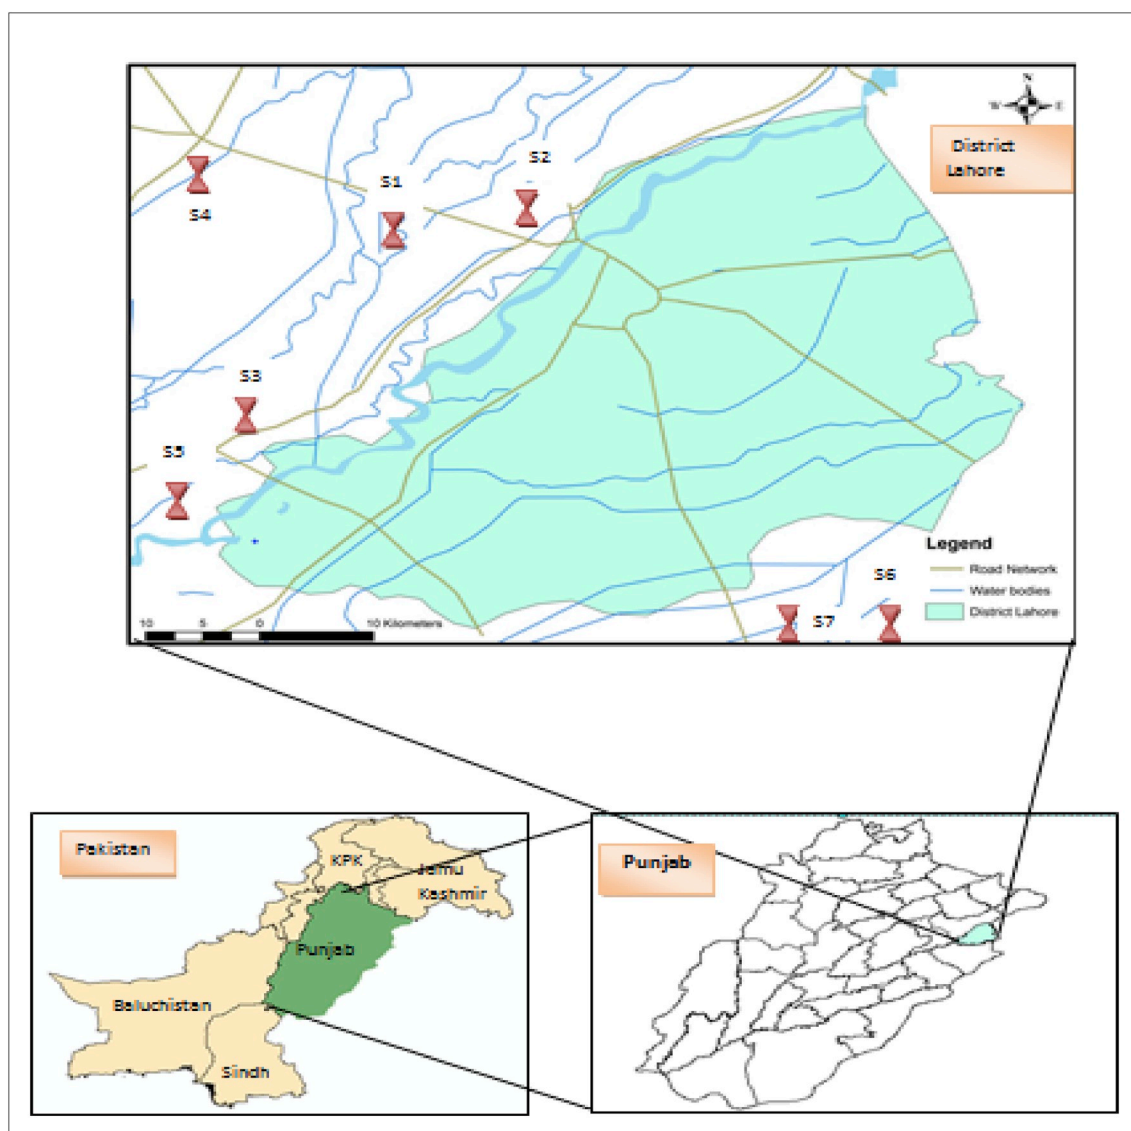 N
W
E
District
Lahore
S2
S1
S4
S3
S5
Legend
Road Network
Water bodies
District Lahore
S6
S7
10
5
0
10 Kilometers
Pakistan
KPK
Jamu
Kashmir
Punjab
Baluchistan
Sindh
Punjab